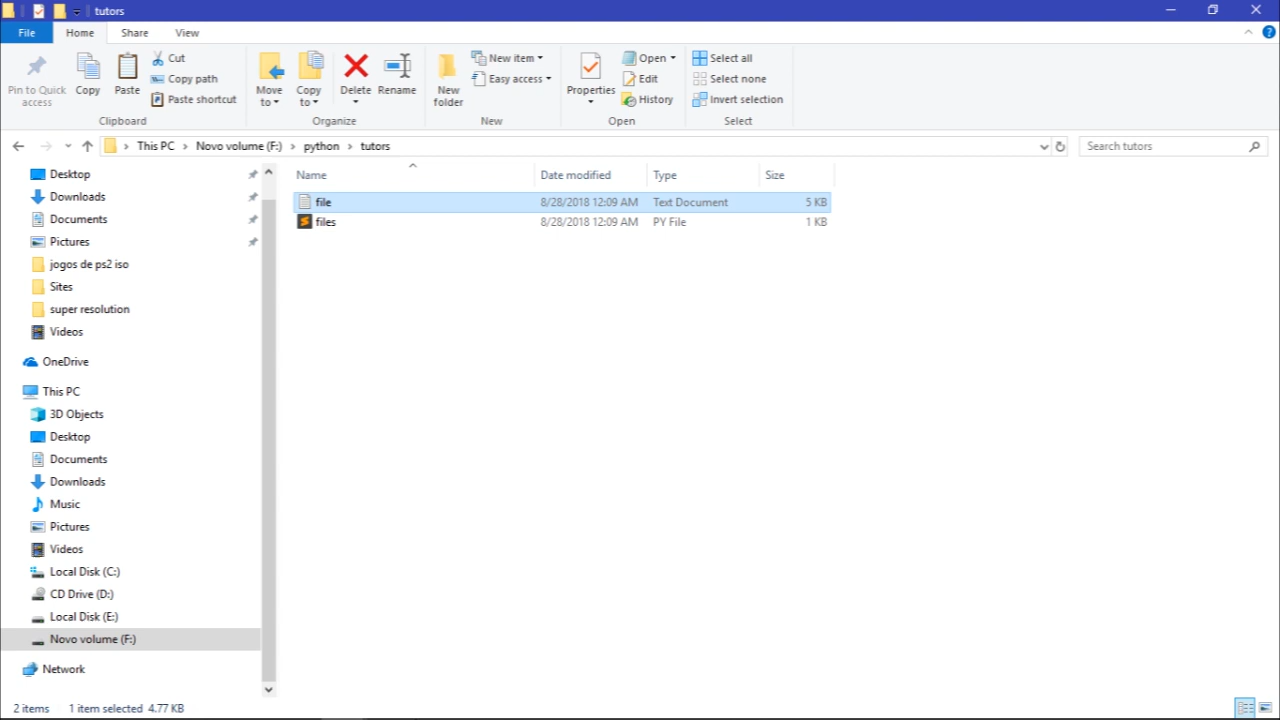 tutors
File Home Share View
Pin to Quick access
Copy
Paste
Cut
Copy path
Paste shortcut
Clipboard
Move to
Copy to
Delete
Rename
Organize
New folder
New item
Easy access
New
Properties
Open
Edit
History
Open
Select all
Select none
Invert selection
Select
This PC > Novo volume (F:) > python > tutors
Search tutors
Desktop
Downloads
Documents
Pictures
jogos de ps2 iso
Sites
super resolution
Videos
OneDrive
This PC
3D Objects
Desktop
Documents
Downloads
Music
Pictures
Videos
Local Disk (C:)
CD Drive (D:)
Local Disk (E:)
Novo volume (F:)
Network
Name Date modified Type Size
file 8/28/2018 12:09 AM Text Document 5 KB
files 8/28/2018 12:09 AM PY File 1 KB
2 items 1 item selected 4.77 KB